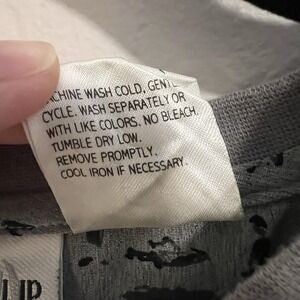 MACHINE WASH COLD, GENTLE
CYCLE. WASH SEPARATELY OR
WITH LIKE COLORS. NO BLEACH.
TUMBLE DRY LOW.
REMOVE PROMPTLY.
COOL IRON IF NECESSARY.